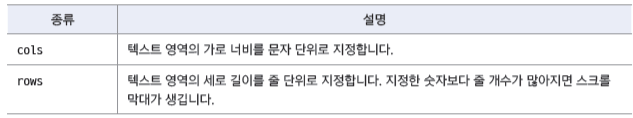 종류 설명
cols 텍스트 영역의 가로 너비를 문자 단위로 지정합니다.
rows 텍스트 영역의 세로 길이를 줄 단위로 지정합니다. 지정한 숫자보다 줄 개수가 많아지면 스크롤
막대가 생깁니다.